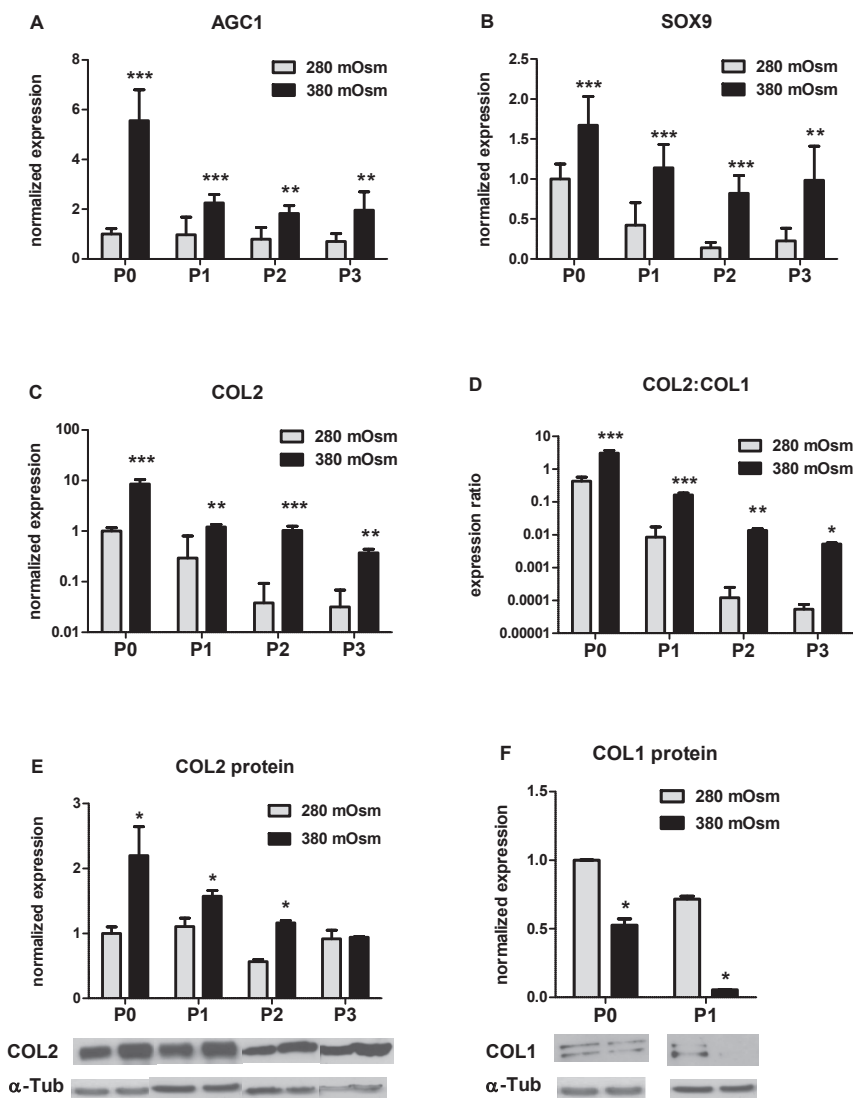 A AGC1
280 mOsm
380 mOsm
normalized expression
8
6
4
2
0
***
***
**
**
P0 P1 P2 P3
B SOX9
280 mOsm
380 mOsm
normalized expression
2.5
2.0
1.5
1.0
0.5
0.0
***
***
***
**
P0 P1 P2 P3
C COL2
280 mOsm
380 mOsm
normalized expression
100
10
1
0.1
0.01
***
**
***
**
P0 P1 P2 P3
D COL2:COL1
280 mOsm
380 mOsm
expression ratio
10
1
0.1
0.01
0.001
0.0001
0.00001
***
***
**
*
P0 P1 P2 P3
E COL2 protein
280 mOsm
380 mOsm
normalized expression
3
2
1
0
*
*
*
P0 P1 P2 P3
COL2
α-Tub
F COL1 protein
280 mOsm
380 mOsm
normalized expression
1.5
1.0
0.5
0.0
*
*
P0 P1
COL1
α-Tub